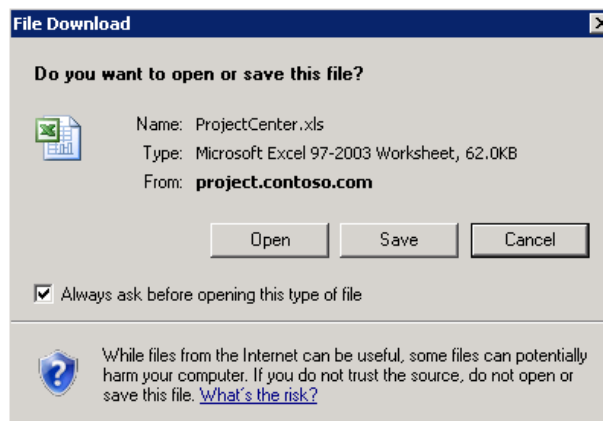 File Download
Do you want to open or save this file?
Name: ProjectCenter.xls
Type: Microsoft Excel 97-2003 Worksheet, 62.0KB
From: project.contoso.com
Open Save Cancel
Always ask before opening this type of file
While files from the Internet can be useful, some files can potentially
harm your computer. If you do not trust the source, do not open or
save this file. What's the risk?